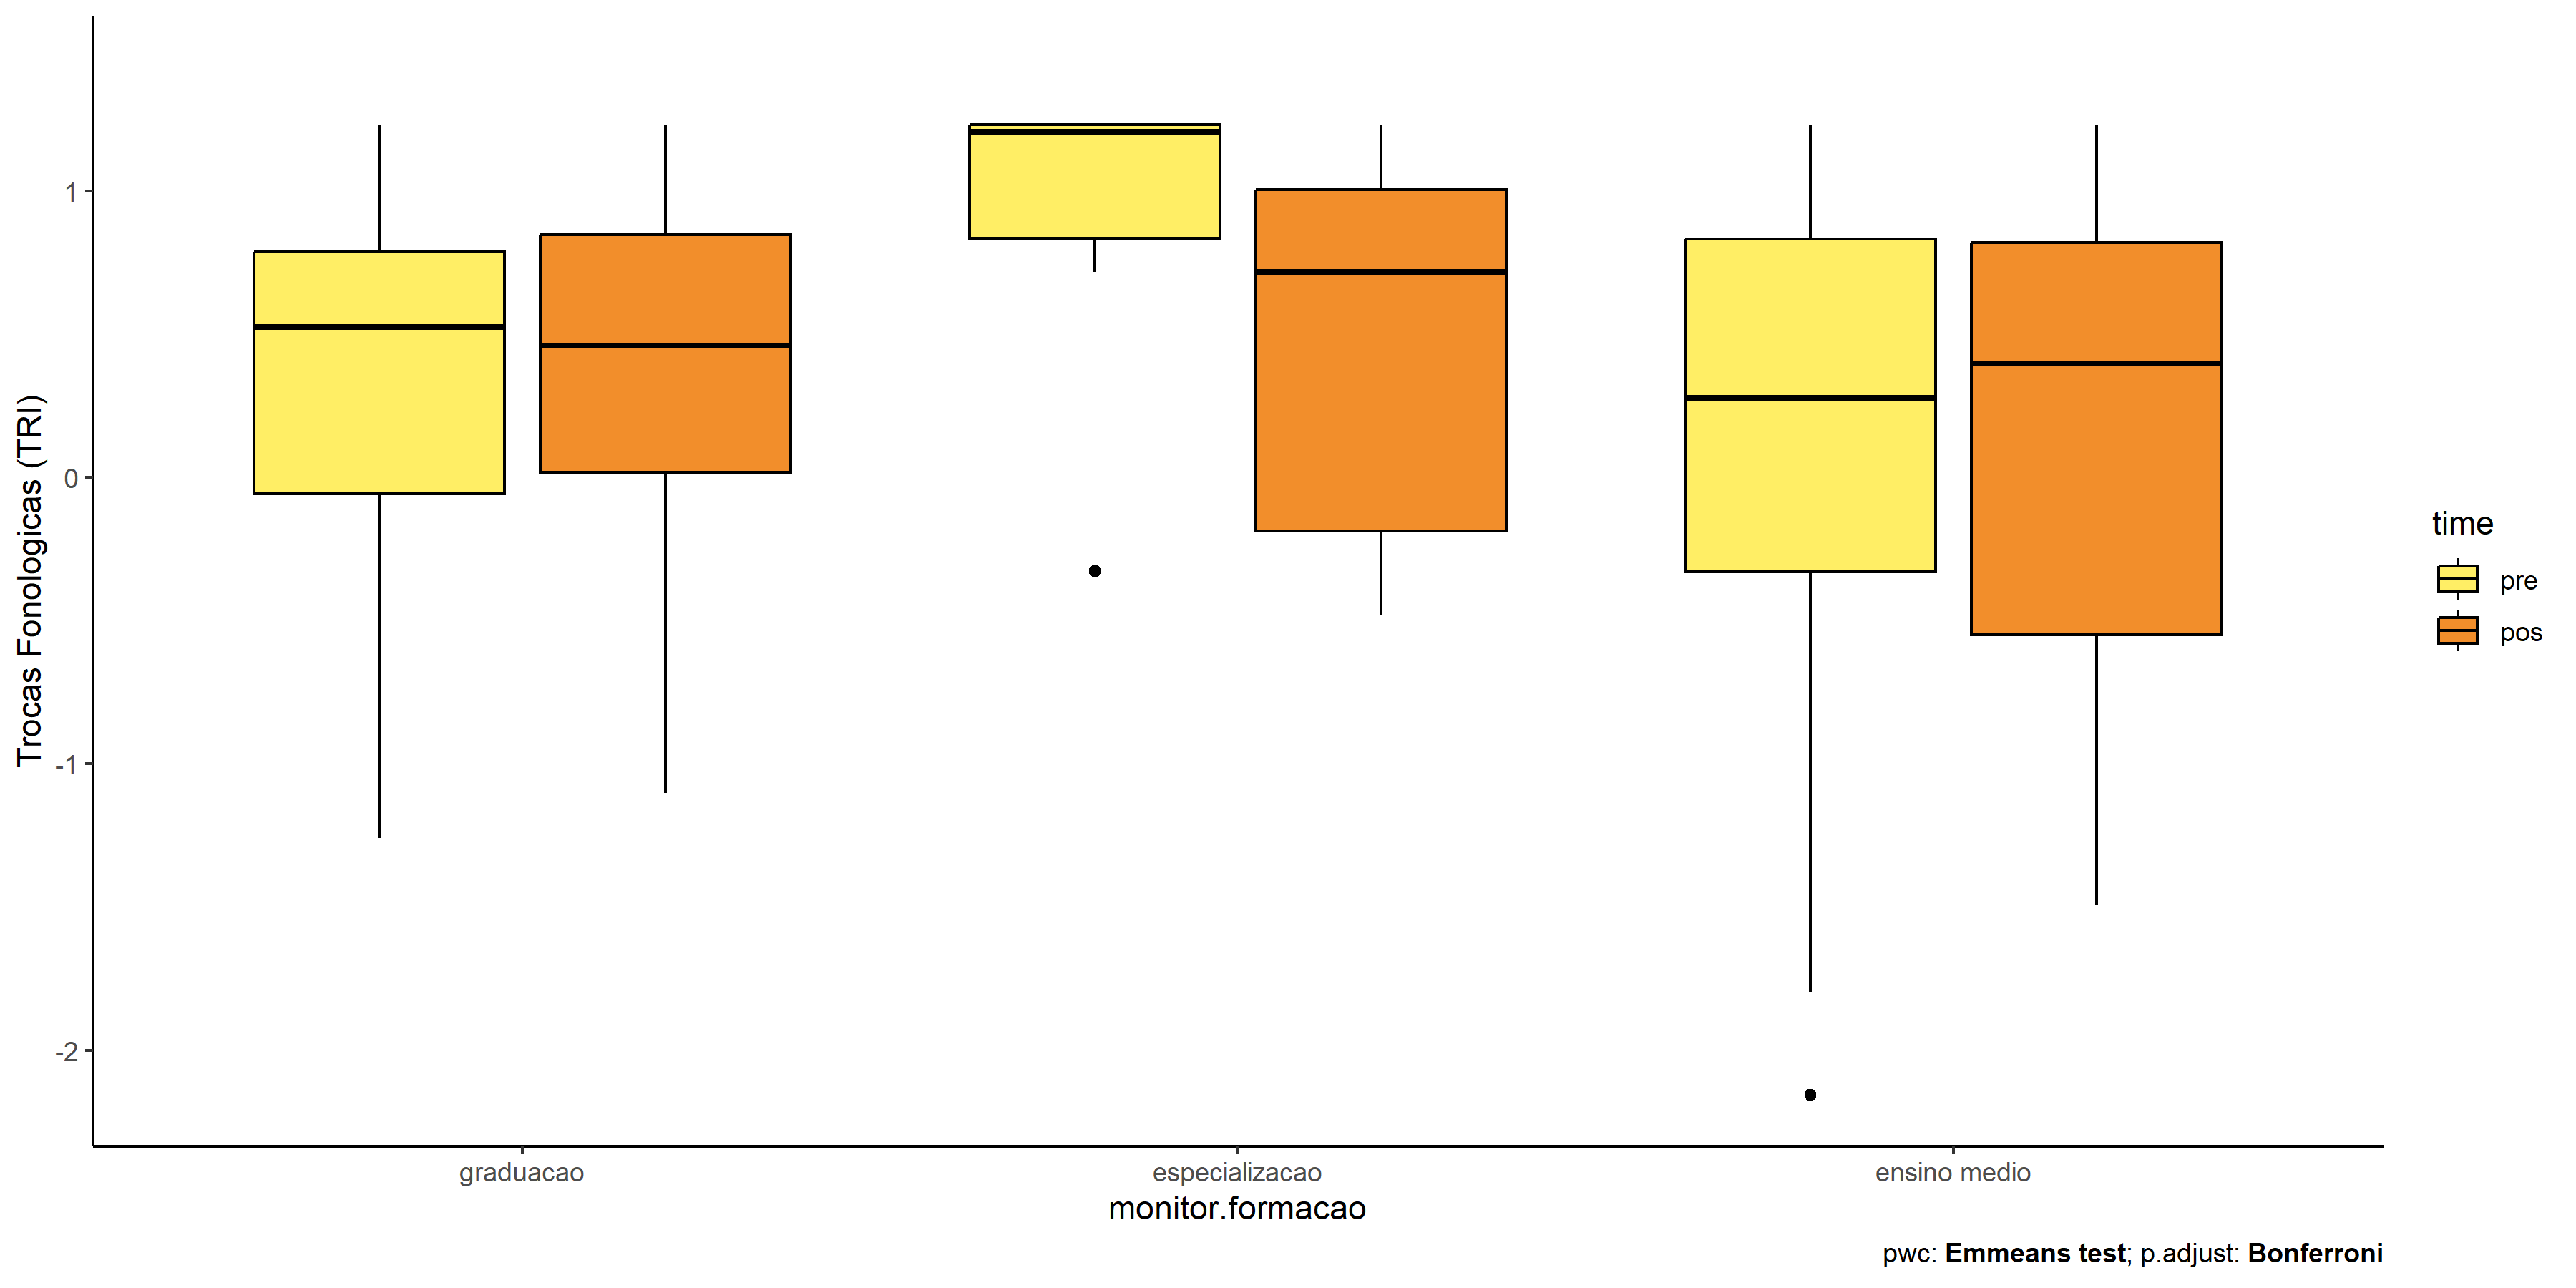 Trocas Fonologicas (TRI)
1
0
-1
-2
graduacao
especializacao
ensino medio
monitor.formacao
time
pre
pos
pwc: Emmeans test; p.adjust: Bonferroni